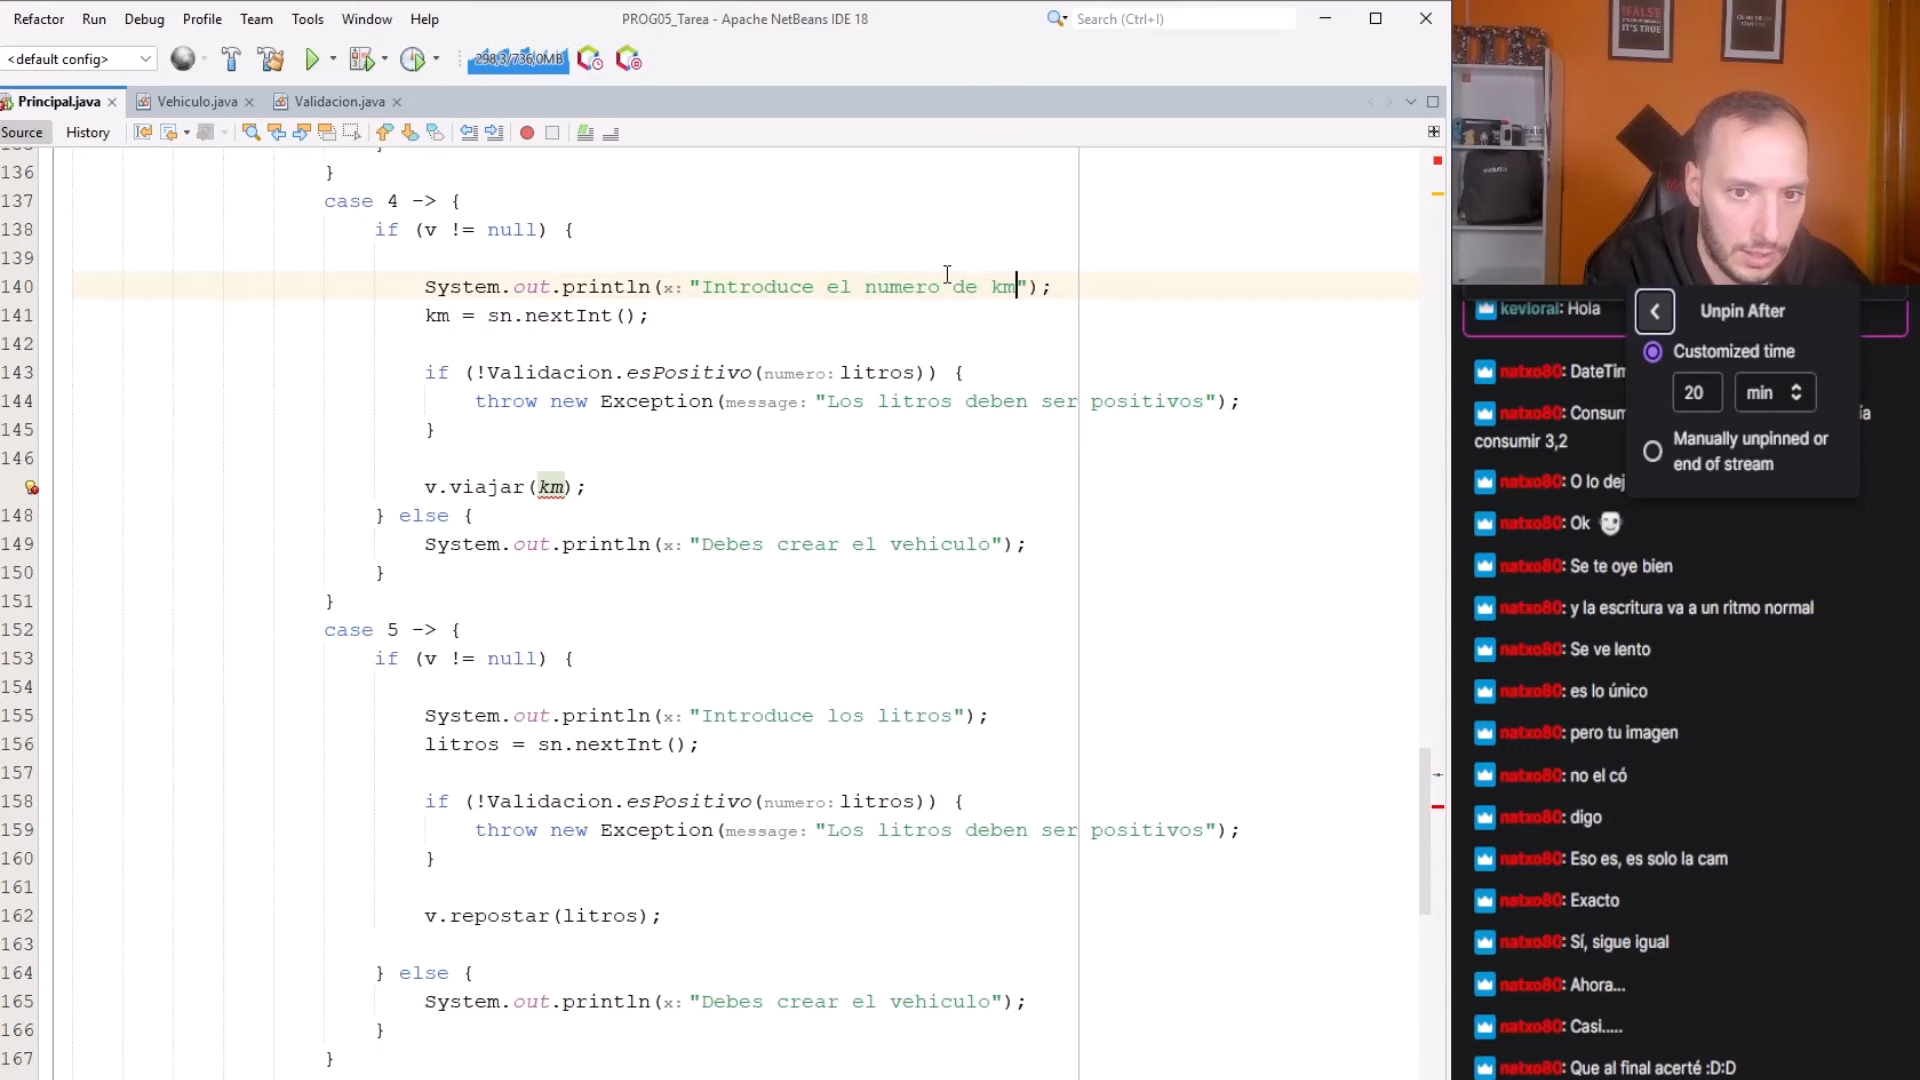 Refactor Run Debug Profile Team Tools Window Help
PROG05_Tarea - Apache NetBeans IDE 18
Search (Ctrl+I)
<default config>
298,3/736,0MB
Principal.java
Vehiculo.java
Validacion.java
Source History
136 }
137 case 4 -> {
138 if (v != null) {
139
140 System.out.println(x: "Introduce el numero de km");
141 km = sn.nextInt();
142
143 if (!Validacion.esPositivo(numero: litros)) {
144 throw new Exception(message: "Los litros deben ser positivos");
145 }
146
v.viajar(km);
148 } else {
149 System.out.println(x: "Debes crear el vehiculo");
150 }
151 }
152 case 5 -> {
153 if (v != null) {
154
155 System.out.println(x: "Introduce los litros");
156 litros = sn.nextInt();
157
158 if (!Validacion.esPositivo(numero: litros)) {
159 throw new Exception(message: "Los litros deben ser positivos");
160 }
161
162 v.repostar(litros);
163
164 } else {
165 System.out.println(x: "Debes crear el vehiculo");
166 }
167 }
!FALSE
IT'S TRUE
kevloral: Hola
Unpin After
Customized time
20 min
Manually unpinned or
end of stream
natxo80: DateTim
natxo80: Consum
ía
consumir 3,2
natxo80: O lo dej
natxo80: Ok
natxo80: Se te oye bien
natxo80: y la escritura va a un ritmo normal
natxo80: Se ve lento
natxo80: es lo único
natxo80: pero tu imagen
natxo80: no el có
natxo80: digo
natxo80: Eso es, es solo la cam
natxo80: Exacto
natxo80: Sí, sigue igual
natxo80: Ahora...
natxo80: Casi.....
natxo80: Que al final acerté :D:D